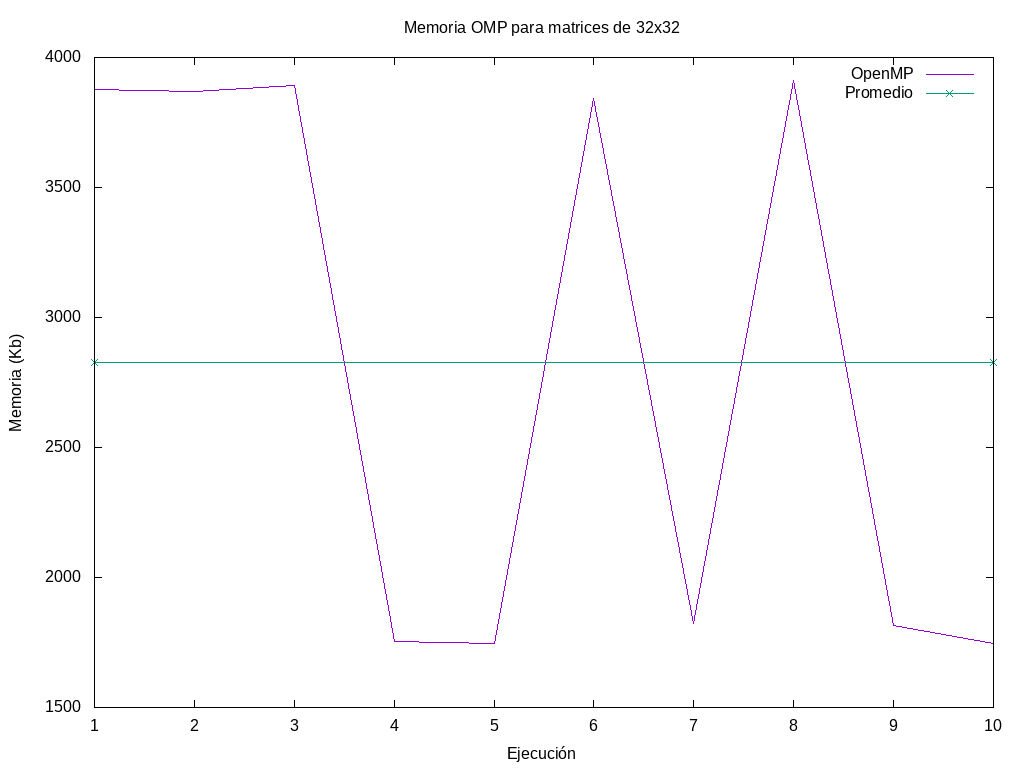 Memoria OMP para matrices de 32x32
OpenMP
Promedio
4000
3500
3000
2500
2000
1500
Memoria (Kb)
1 2 3 4 5 6 7 8 9 10
Ejecución